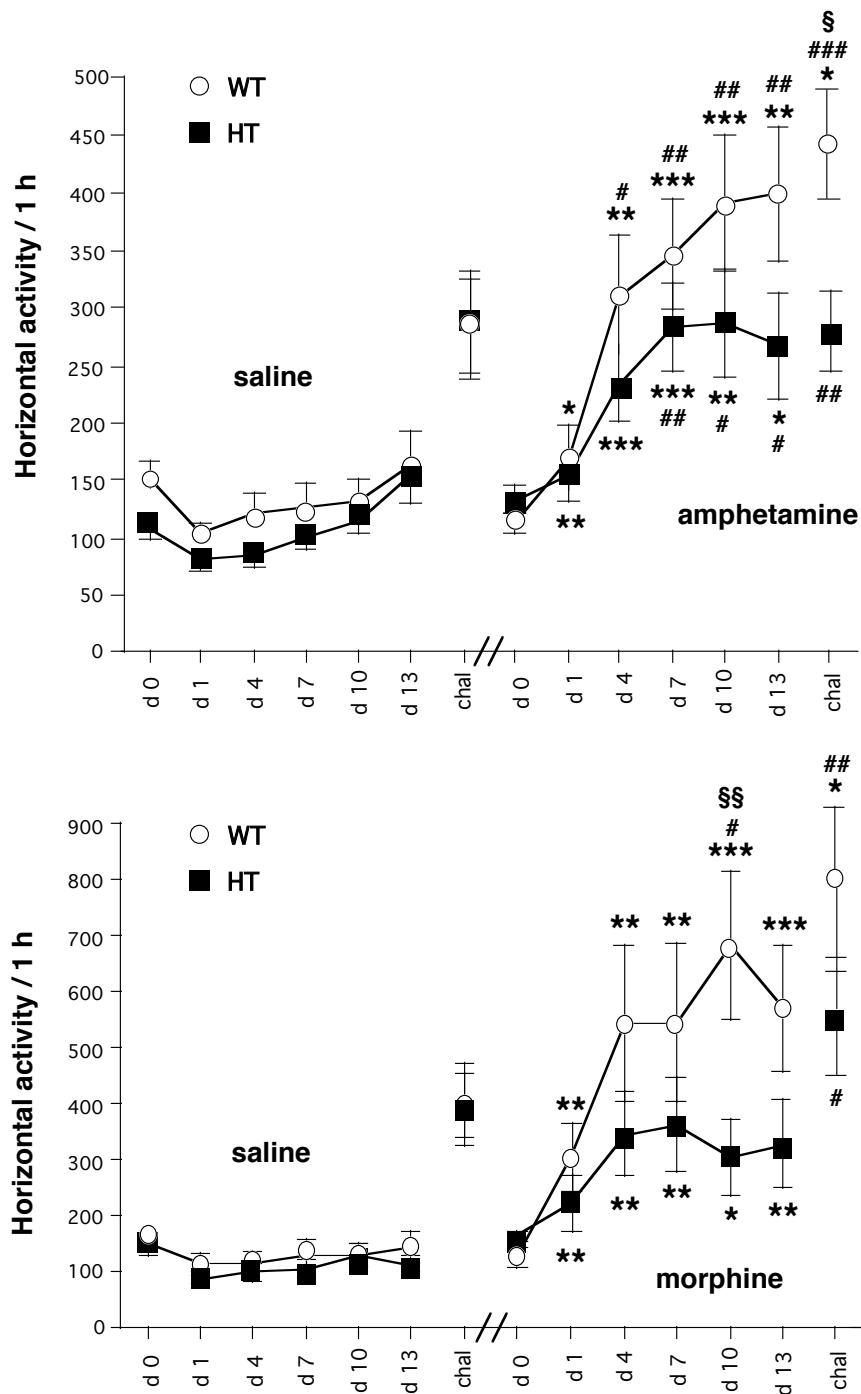 §
###
*
##
**
##
***
##
***
#
**
500
450
400
350
300
250
200
150
100
50
0
Horizontal activity / 1 h
WT
HT
saline
*
**
***
***
##
**
#
*
#
##
amphetamine
d 0
d 1
d 4
d 7
d 10
d 13
chal
//
d 0
d 1
d 4
d 7
d 10
d 13
chal
##
*
§§
#
***
***
**
**
**
900
800
700
600
500
400
300
200
100
0
Horizontal activity / 1 h
WT
HT
saline
**
**
**
*
**
#
morphine
d 0
d 1
d 4
d 7
d 10
d 13
chal
//
d 0
d 1
d 4
d 7
d 10
d 13
chal